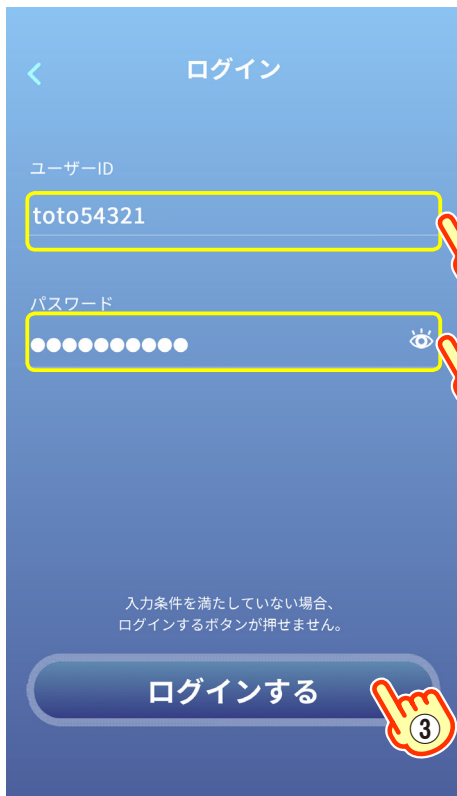 ログイン
ユーザーID
toto54321
パスワード
●●●●●●●●●●
入力条件を満たしていない場合、
ログインするボタンが押せません。
ログインする
③